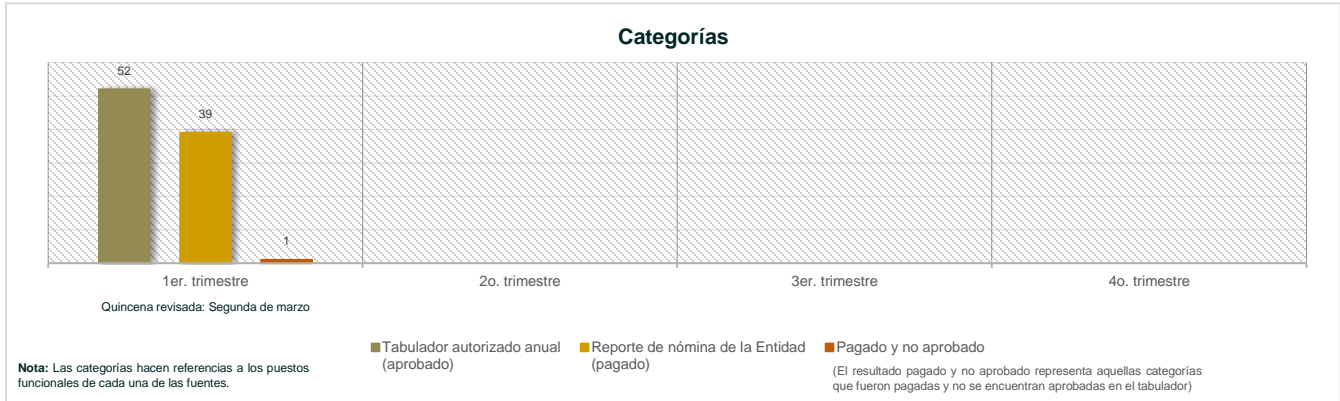 Categorías
52
39
1
1er. trimestre
2o. trimestre
3er. trimestre
4o. trimestre
Quincena revisada: Segunda de marzo
Tabulador autorizado anual
(aprobado)
Reporte de nómina de la Entidad
(pagado)
Pagado y no aprobado
(El resultado pagado y no aprobado representa aquellas categorías
que fueron pagadas y no se encuentran aprobadas en el tabulador)
Nota: Las categorías hacen referencias a los puestos
funcionales de cada una de las fuentes.